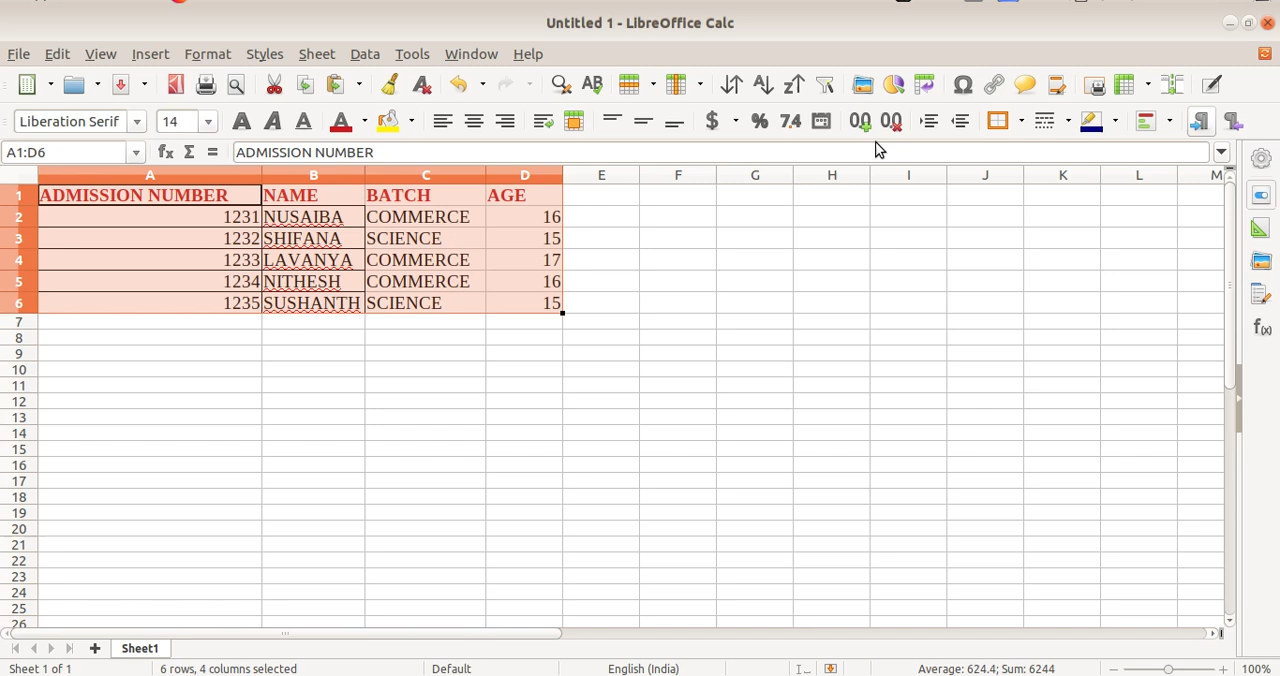 Untitled 1 - LibreOffice Calc
File Edit View Insert Format Styles Sheet Data Tools Window Help
Liberation Serif 14
A1:D6 ADMISSION NUMBER
A B C D E F G H I J K L M
1 ADMISSION NUMBER NAME BATCH AGE
2 1231 NUSAIBA COMMERCE 16
3 1232 SHIFANA SCIENCE 15
4 1233 LAVANYA COMMERCE 17
5 1234 NITHESH COMMERCE 16
6 1235 SUSHANTH SCIENCE 15
7
8
9
10
11
12
13
14
15
16
17
18
19
20
21
22
23
24
25
26
Sheet1
Sheet 1 of 1 6 rows, 4 columns selected Default English (India) Average: 624.4; Sum: 6244 100%